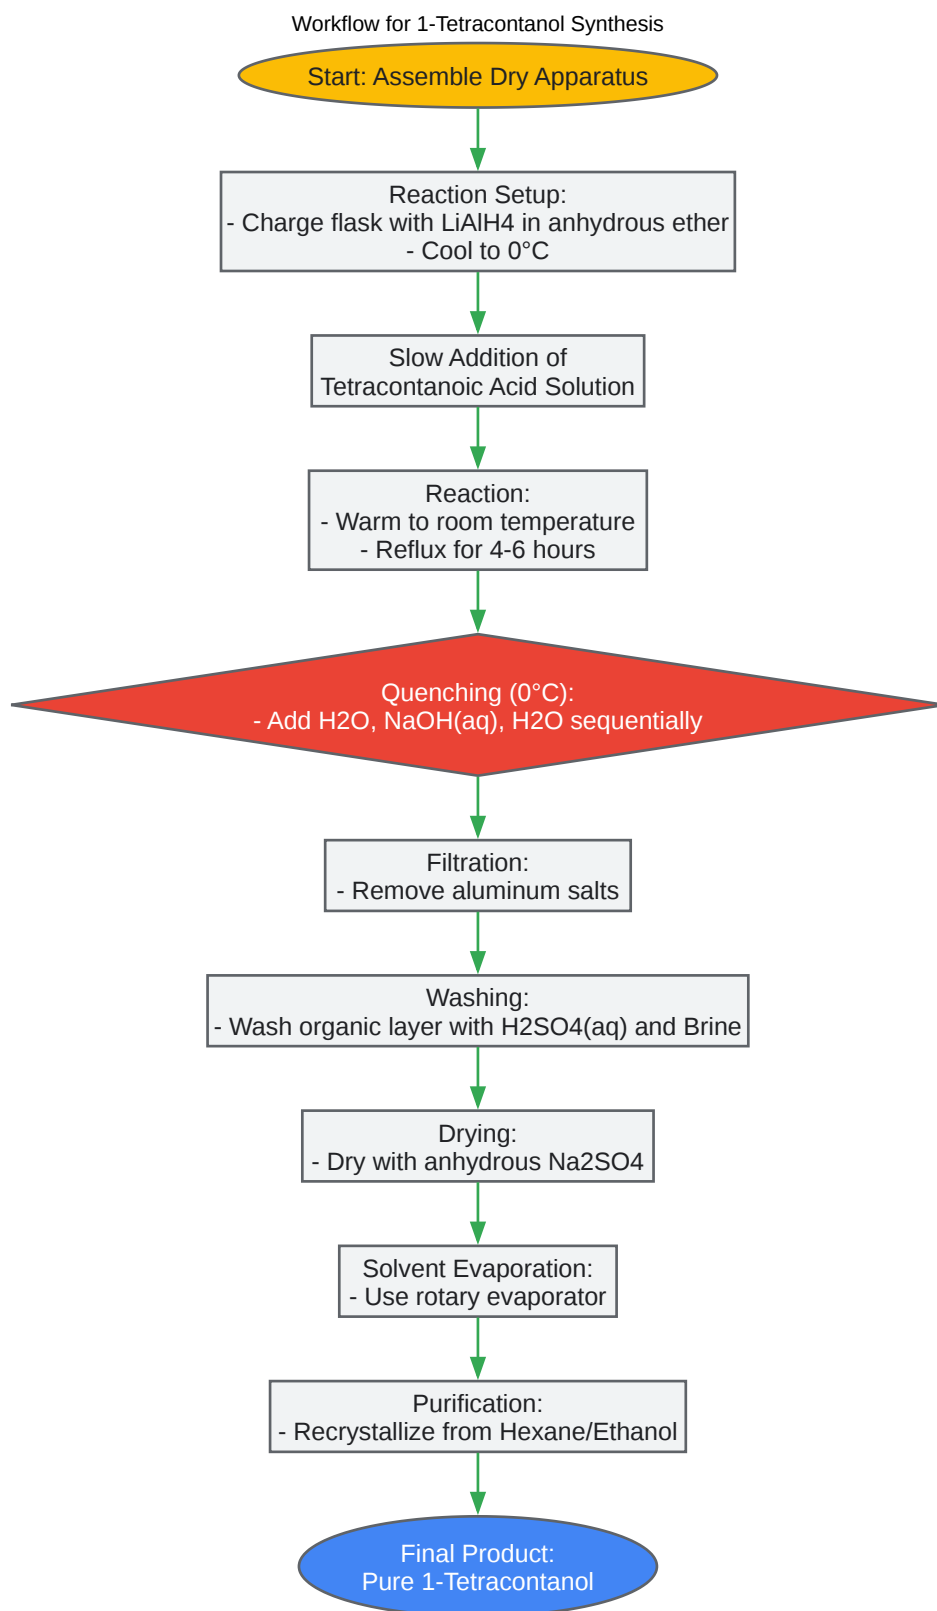 Workflow for 1-Tetracontanol Synthesis
Start: Assemble Dry Apparatus
Reaction Setup:
- Charge flask with LiAlH4 in anhydrous ether
- Cool to 0°C
Slow Addition of
Tetracontanoic Acid Solution
Reaction:
- Warm to room temperature
- Reflux for 4-6 hours
Quenching (0°C):
- Add H2O, NaOH(aq), H2O sequentially
Filtration:
- Remove aluminum salts
Washing:
- Wash organic layer with H2SO4(aq) and Brine
Drying:
- Dry with anhydrous Na2SO4
Solvent Evaporation:
- Use rotary evaporator
Purification:
- Recrystallize from Hexane/Ethanol
Final Product:
Pure 1-Tetracontanol